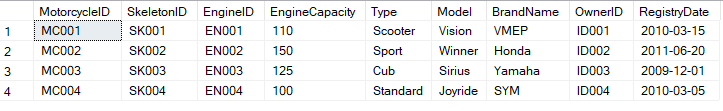 MotorcycleID SkeletonID EngineID EngineCapacity Type Model BrandName OwnerID RegistryDate
1 MC001 SK001 EN001 110 Scooter Vision VMEP ID001 2010-03-15
2 MC002 SK002 EN002 150 Sport Winner Honda ID002 2011-06-20
3 MC003 SK003 EN003 125 Cub Sirius Yamaha ID003 2009-12-01
4 MC004 SK004 EN004 100 Standard Joyride SYM ID004 2010-03-05